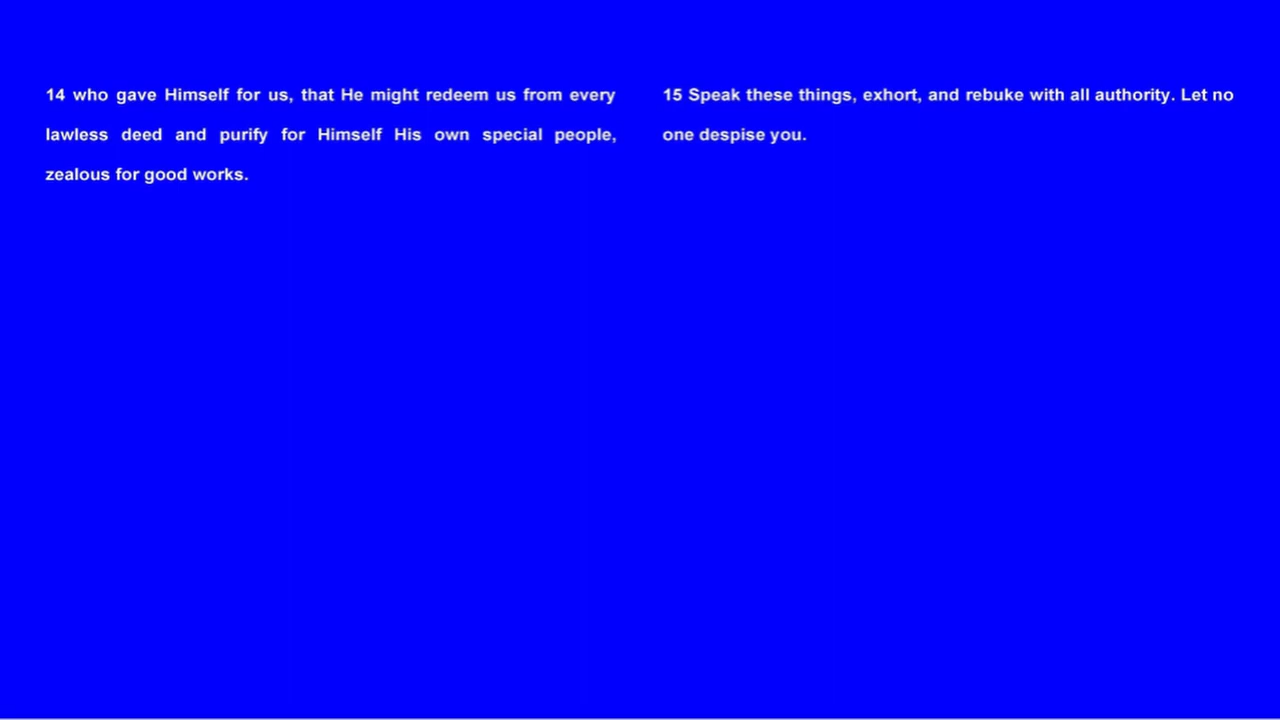 14 who gave Himself for us, that He might redeem us from every
lawless deed and purify for Himself His own special people,
zealous for good works.
15 Speak these things, exhort, and rebuke with all authority. Let no
one despise you.